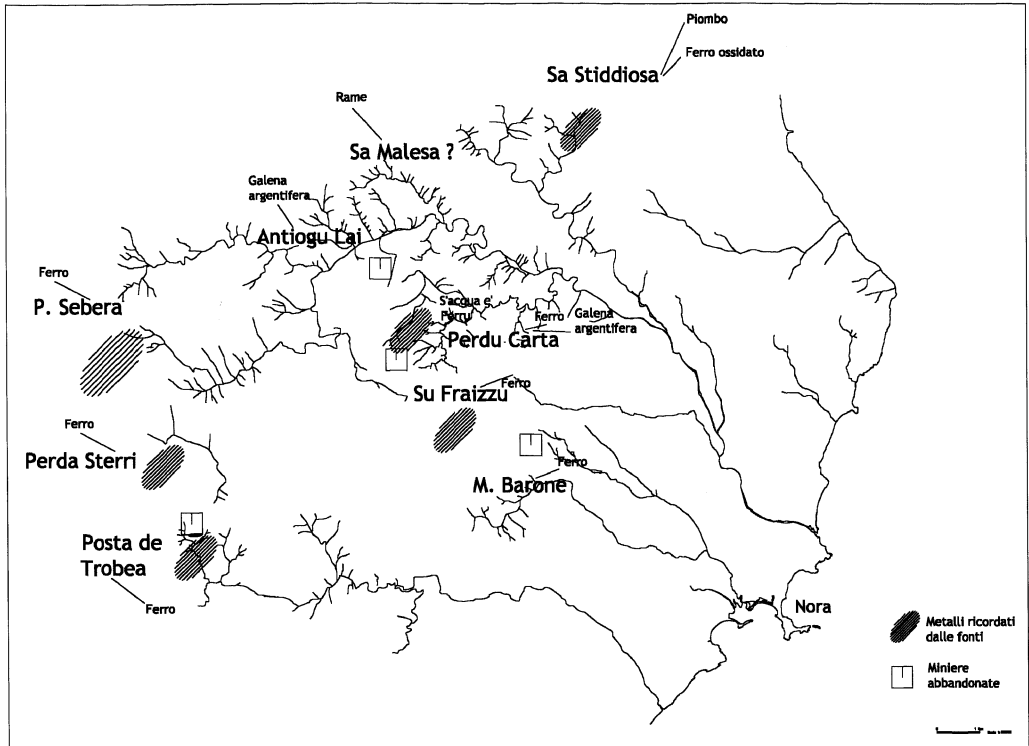 Piombo
Ferro ossidato
Sa Stiddiosa
Rame
Sa Malesa ?
Galena
argentifera
Antiogu Lai
Ferro
P. Sebera
S'acqua e'
Ferru
Ferro
Galena
argentifera
Perdu Carta
Su Fraizzu
Ferro
Ferro
Perda Sterri
Ferro
M. Barone
Posta de
Trobea
Ferro
Nora
Metalli ricordati
dalle fonti
Miniere
abbandonate